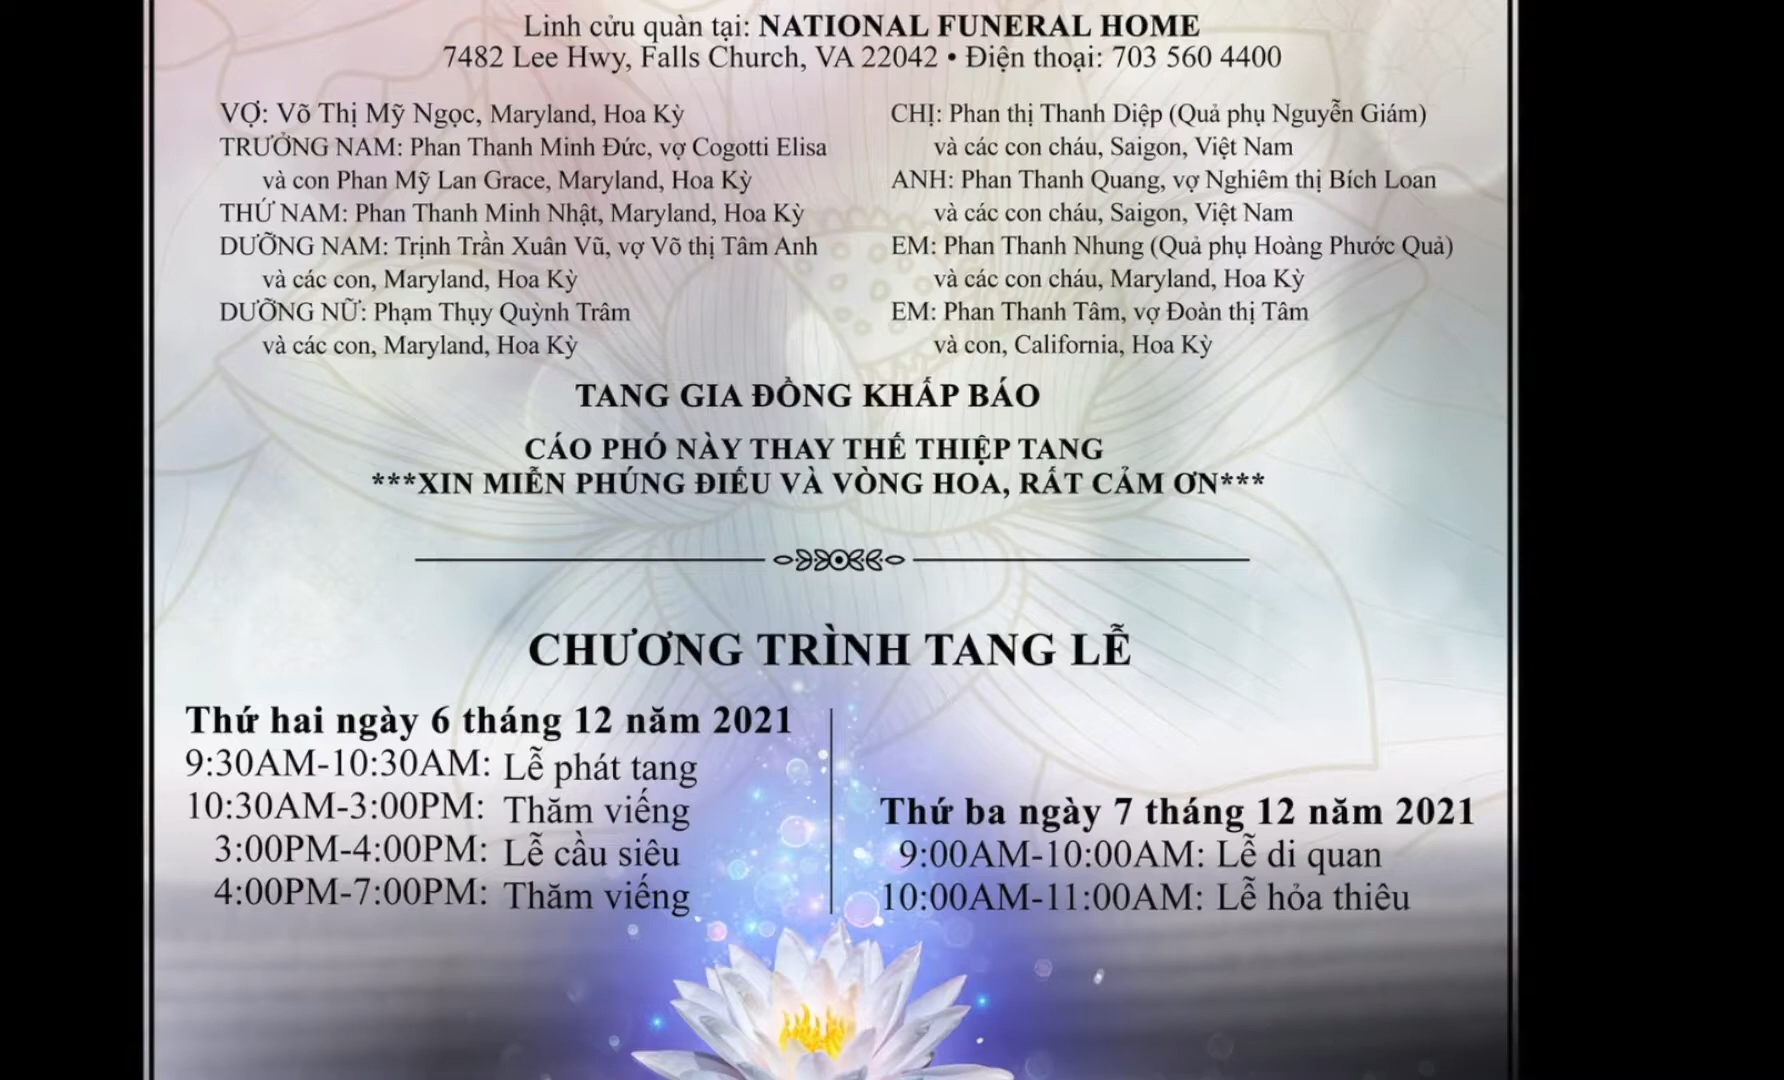 Linh cửu quàn tại: NATIONAL FUNERAL HOME
7482 Lee Hwy, Falls Church, VA 22042 • Điện thoại: 703 560 4400
VỢ: Võ Thị Mỹ Ngọc, Maryland, Hoa Kỳ
TRƯỞNG NAM: Phan Thanh Minh Đức, vợ Cogotti Elisa
và con Phan Mỹ Lan Grace, Maryland, Hoa Kỳ
THỨ NAM: Phan Thanh Minh Nhật, Maryland, Hoa Kỳ
DƯỠNG NAM: Trịnh Trần Xuân Vũ, vợ Võ thị Tâm Anh
và các con, Maryland, Hoa Kỳ
DƯỠNG NỮ: Phạm Thụy Quỳnh Trâm
và các con, Maryland, Hoa Kỳ
CHỊ: Phan thị Thanh Diệp (Quả phụ Nguyễn Giám)
và các con cháu, Saigon, Việt Nam
ANH: Phan Thanh Quang, vợ Nghiêm thị Bích Loan
và các con cháu, Saigon, Việt Nam
EM: Phan Thanh Nhung (Quả phụ Hoàng Phước Quả)
và các con cháu, Maryland, Hoa Kỳ
EM: Phan Thanh Tâm, vợ Đoàn thị Tâm
và con, California, Hoa Kỳ
TANG GIA ĐỒNG KHẤP BÁO
CÁO PHÓ NÀY THAY THẾ THIỆP TANG
***XIN MIỄN PHÚNG ĐIẾU VÀ VÒNG HOA, RẤT CẢM ƠN***
CHƯƠNG TRÌNH TANG LỄ
Thứ hai ngày 6 tháng 12 năm 2021
9:30AM-10:30AM: Lễ phát tang
10:30AM-3:00PM: Thăm viếng
3:00PM-4:00PM: Lễ cầu siêu
4:00PM-7:00PM: Thăm viếng
Thứ ba ngày 7 tháng 12 năm 2021
9:00AM-10:00AM: Lễ di quan
10:00AM-11:00AM: Lễ hỏa thiêu